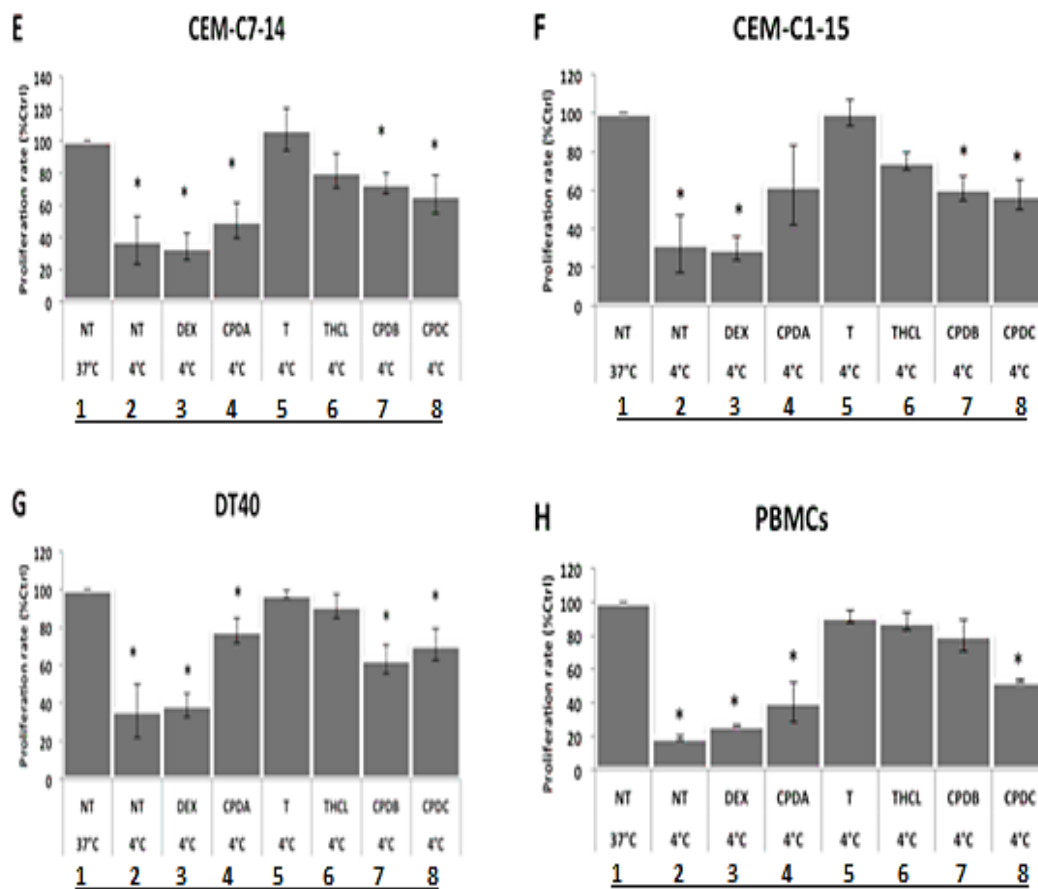 E CEM-C7-14
Proliferation rate (%Ctrl)
140
120
100
80
60
40
20
0
* * * * *
NT NT DEX CPDA T THCL CPDB CPDC
37°C 4°C 4°C 4°C 4°C 4°C 4°C 4°C
1 2 3 4 5 6 7 8
F CEM-C1-15
Proliferation rate (%Ctrl)
120
100
80
60
40
20
0
* * * *
NT NT DEX CPDA T THCL CPDB CPDC
37°C 4°C 4°C 4°C 4°C 4°C 4°C 4°C
1 2 3 4 5 6 7 8
G DT40
Proliferation rate (%Ctrl)
120
100
80
60
40
20
0
* * * * *
NT NT DEX CPDA T THCL CPDB CPDC
37°C 4°C 4°C 4°C 4°C 4°C 4°C 4°C
1 2 3 4 5 6 7 8
H PBMCs
Proliferation rate (%Ctrl)
120
100
80
60
40
20
0
* * * *
NT NT DEX CPDA T THCL CPDB CPDC
37°C 4°C 4°C 4°C 4°C 4°C 4°C 4°C
1 2 3 4 5 6 7 8